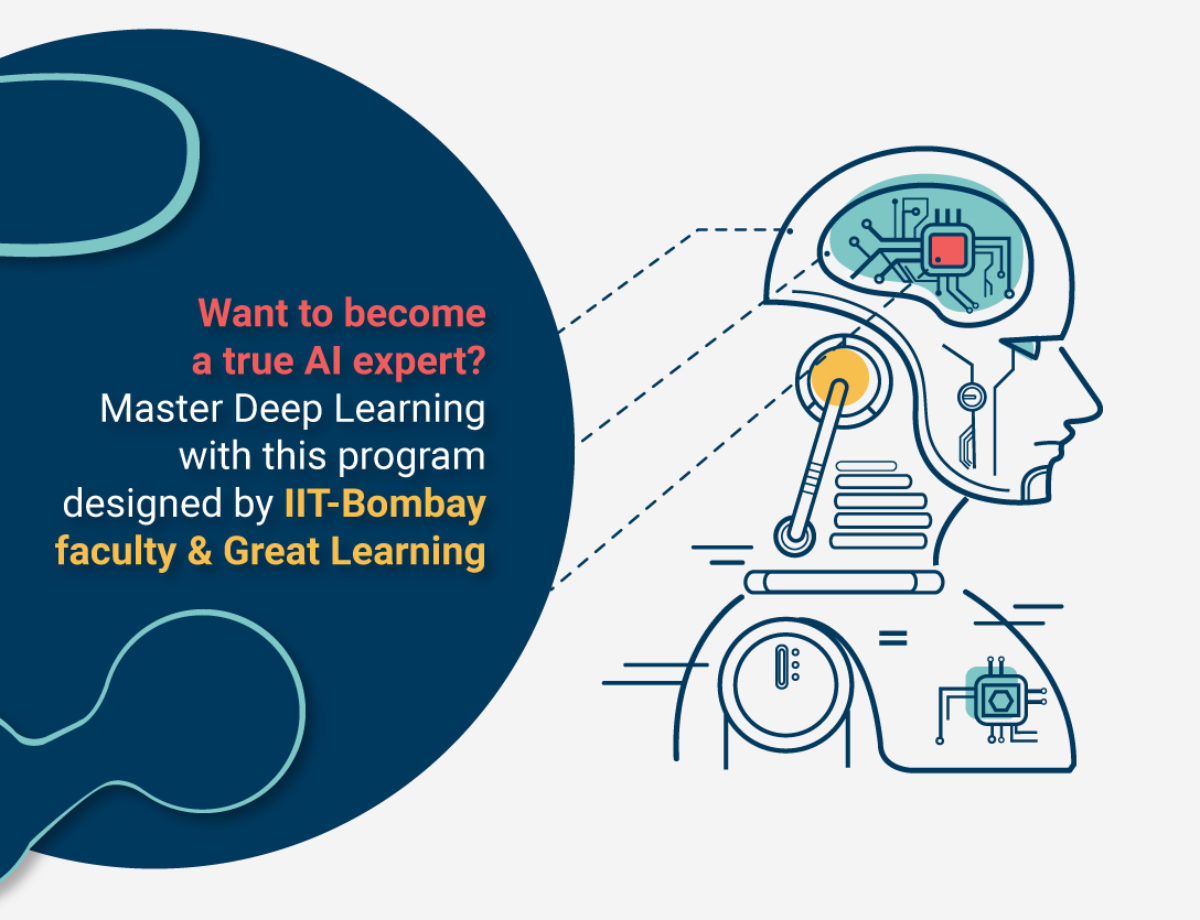 Want to become
a true AI expert?
Master Deep Learning
with this program
designed by IIT-Bombay
faculty & Great Learning